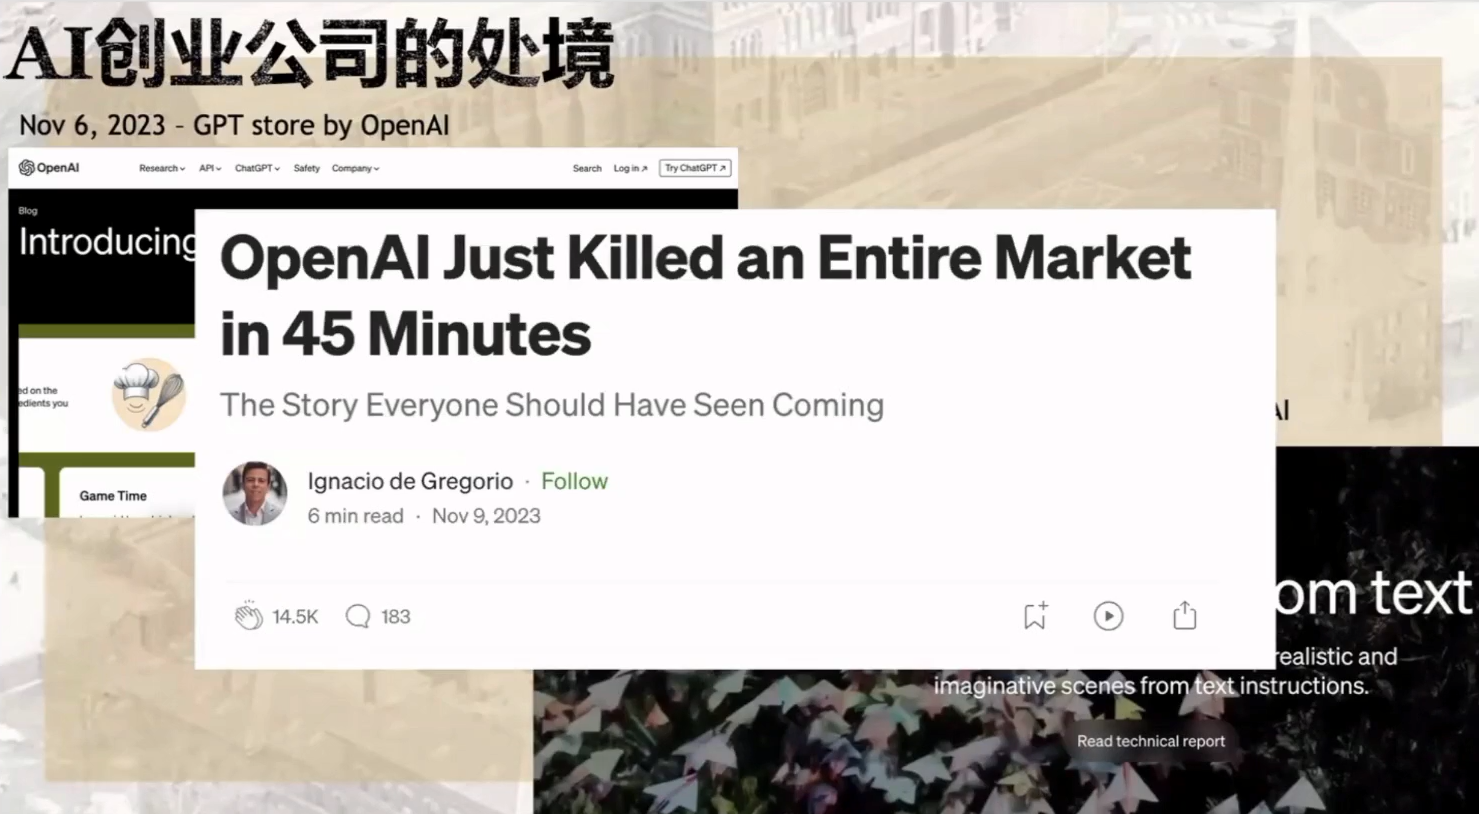 AI创业公司的处境
Nov 6, 2023 – GPT store by OpenAI
OpenAI
Research API ChatGPT Safety Company
Search Log in ↗ Try ChatGPT ↗
Blog
Introducing
OpenAI Just Killed an Entire Market
in 45 Minutes
The Story Everyone Should Have Seen Coming
Ignacio de Gregorio · Follow
6 min read · Nov 9, 2023
14.5K 183
ed on the
edients you
Game Time
AI
om text
realistic and
imaginative scenes from text instructions.
Read technical report